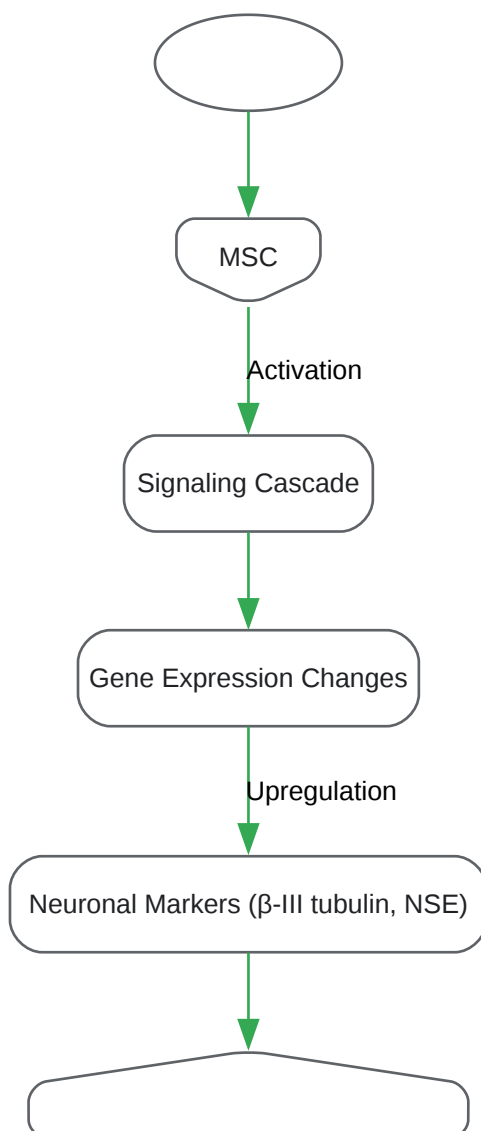 MSC
Activation
Signaling Cascade
Gene Expression Changes
Upregulation
Neuronal Markers (β-III tubulin, NSE)